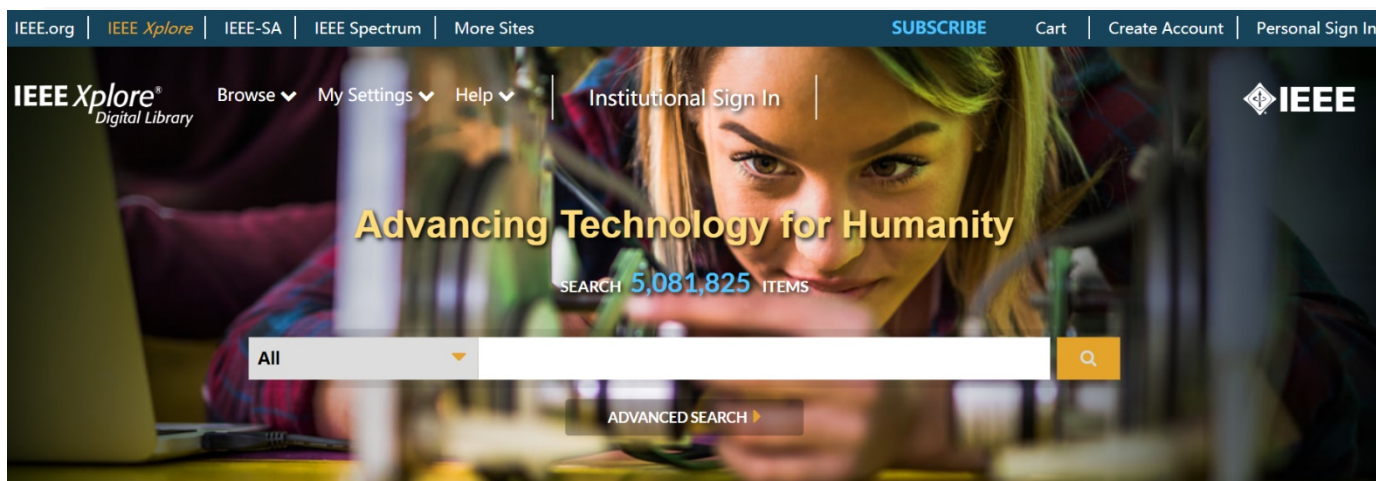 IEEE.org | IEEE Xplore | IEEE-SA | IEEE Spectrum | More Sites SUBSCRIBE Cart | Create Account | Personal Sign In
IEEE Xplore® Browse My Settings Help | Institutional Sign In | IEEE
Digital Library
Advancing Technology for Humanity
SEARCH 5,081,825 ITEMS
All
ADVANCED SEARCH